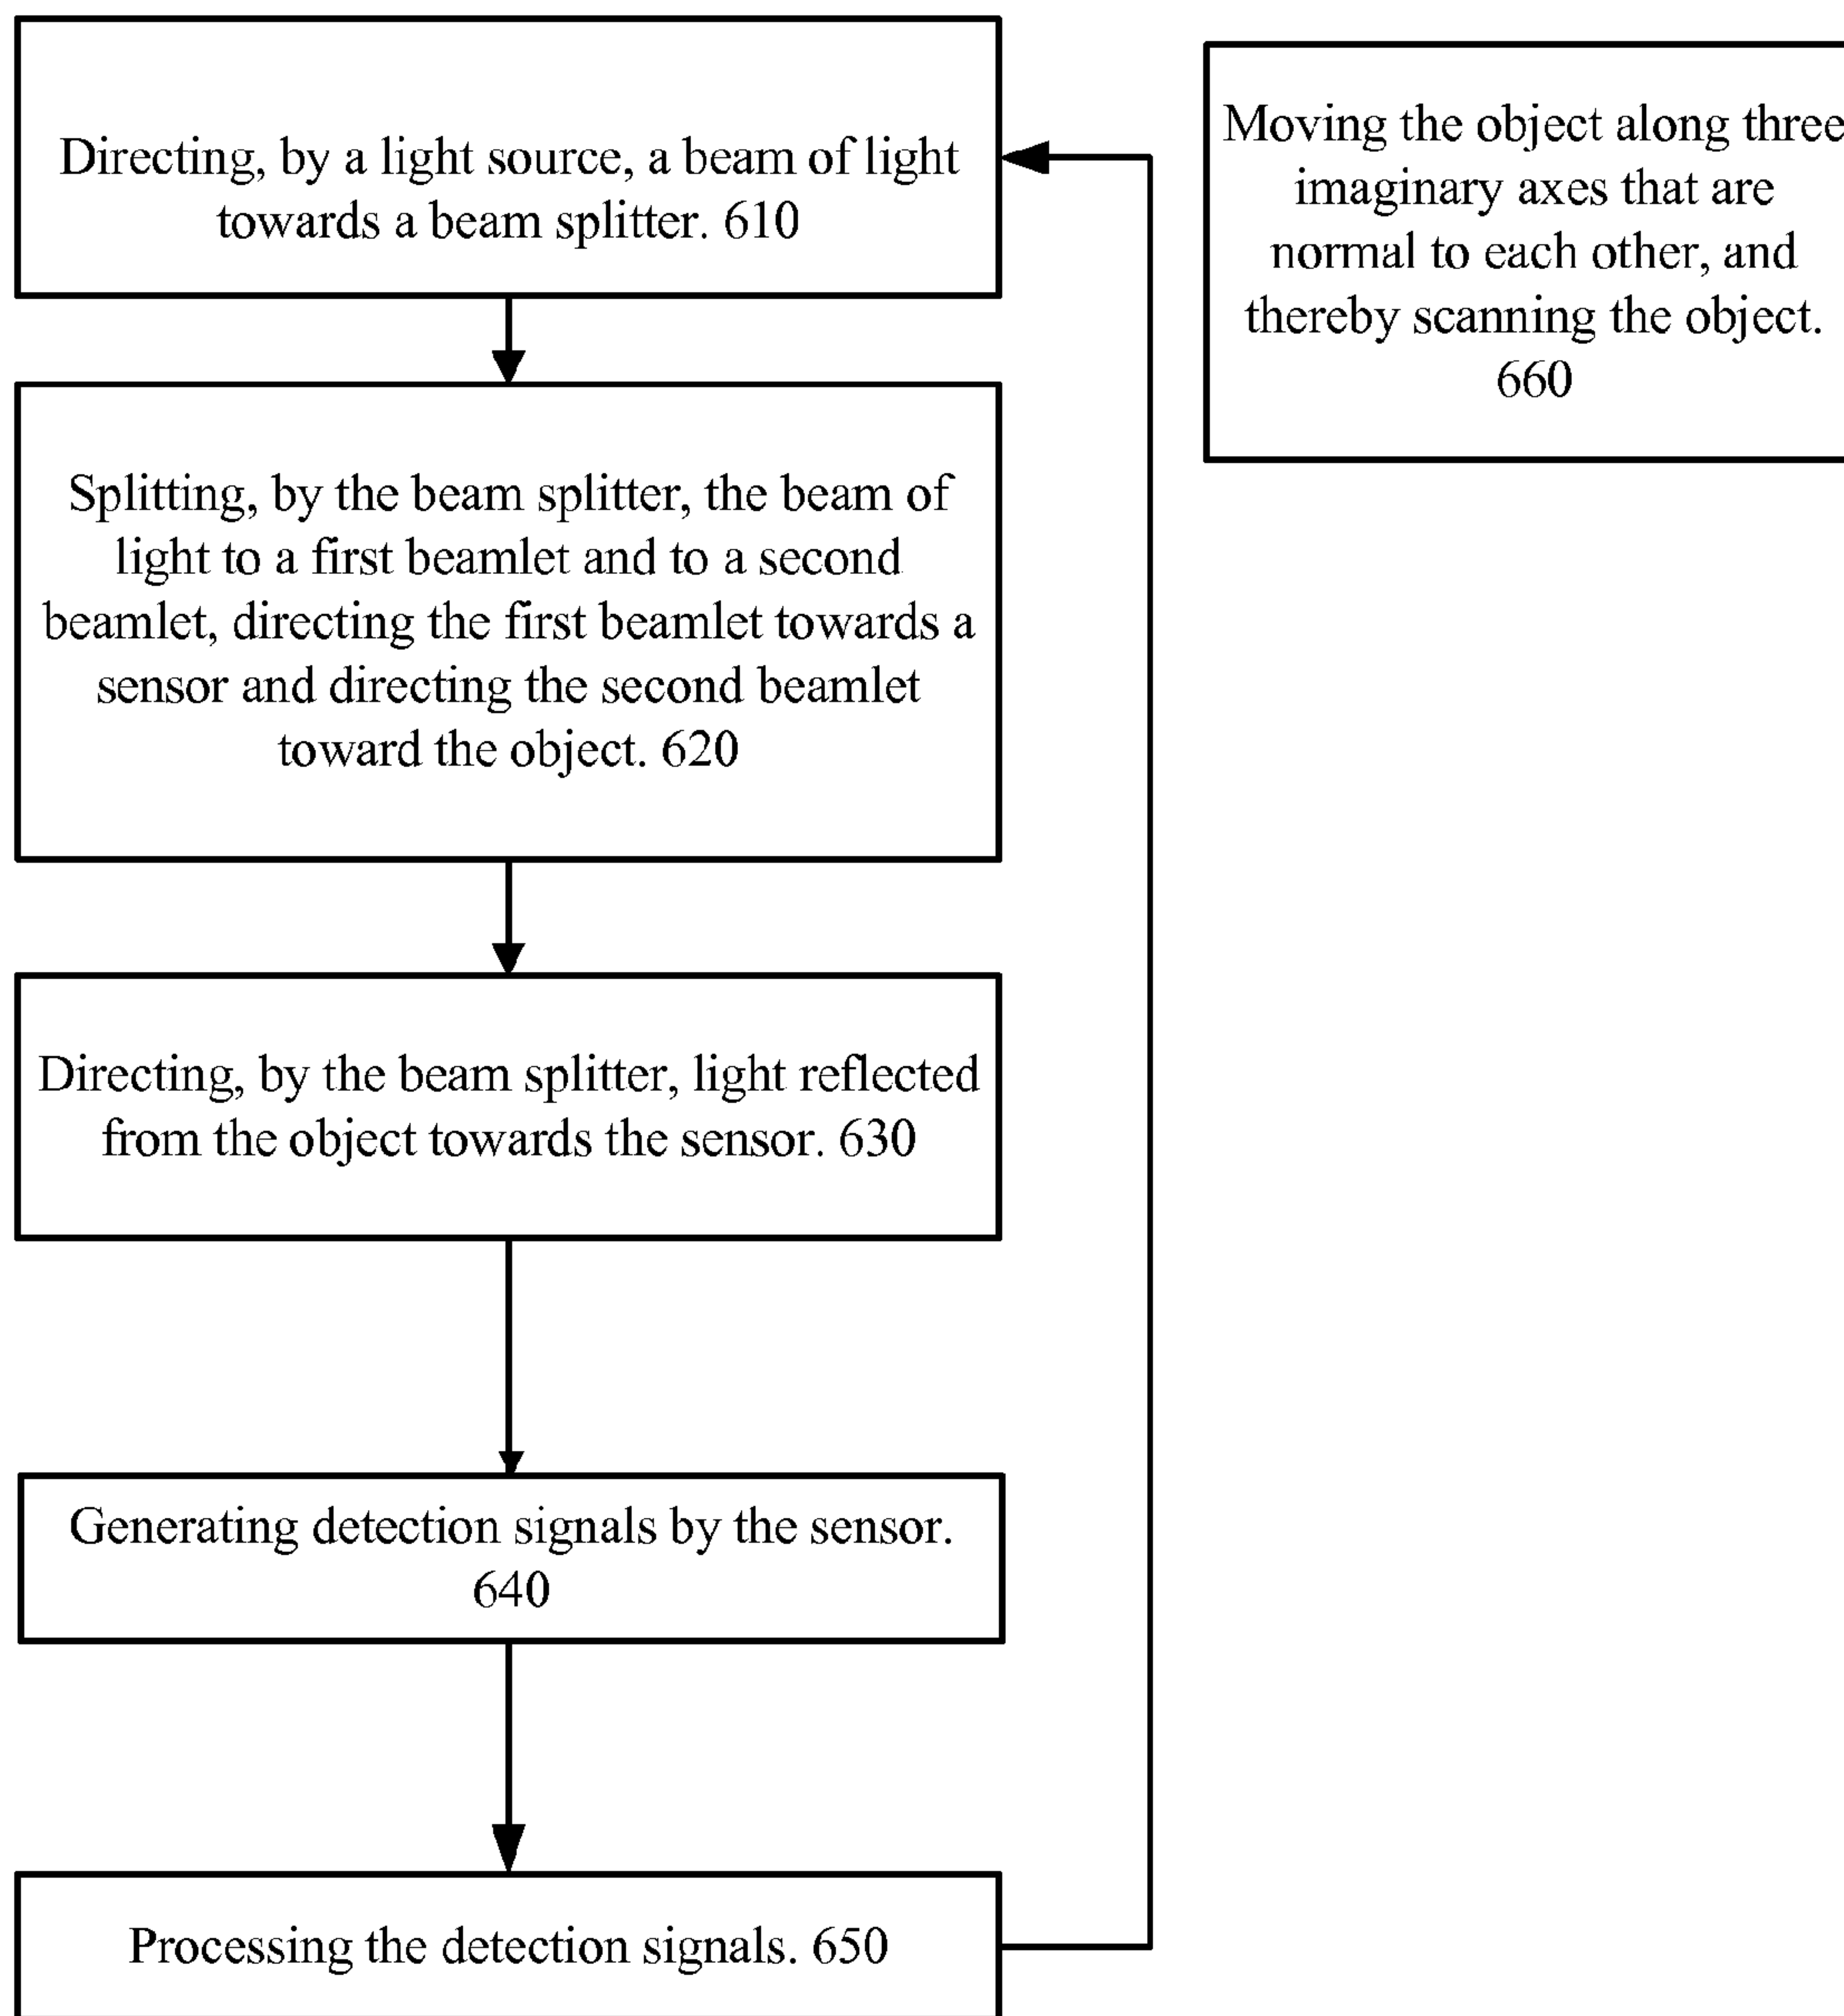 Directing, by a light source, a beam of light
towards a beam splitter. 610
Splitting, by the beam splitter, the beam of
light to a first beamlet and to a second
beamlet, directing the first beamlet towards a
sensor and directing the second beamlet
toward the object. 620
Directing, by the beam splitter, light reflected
from the object towards the sensor. 630
Generating detection signals by the sensor.
640
Processing the detection signals. 650
Moving the object along three
imaginary axes that are
normal to each other, and
thereby scanning the object.
660